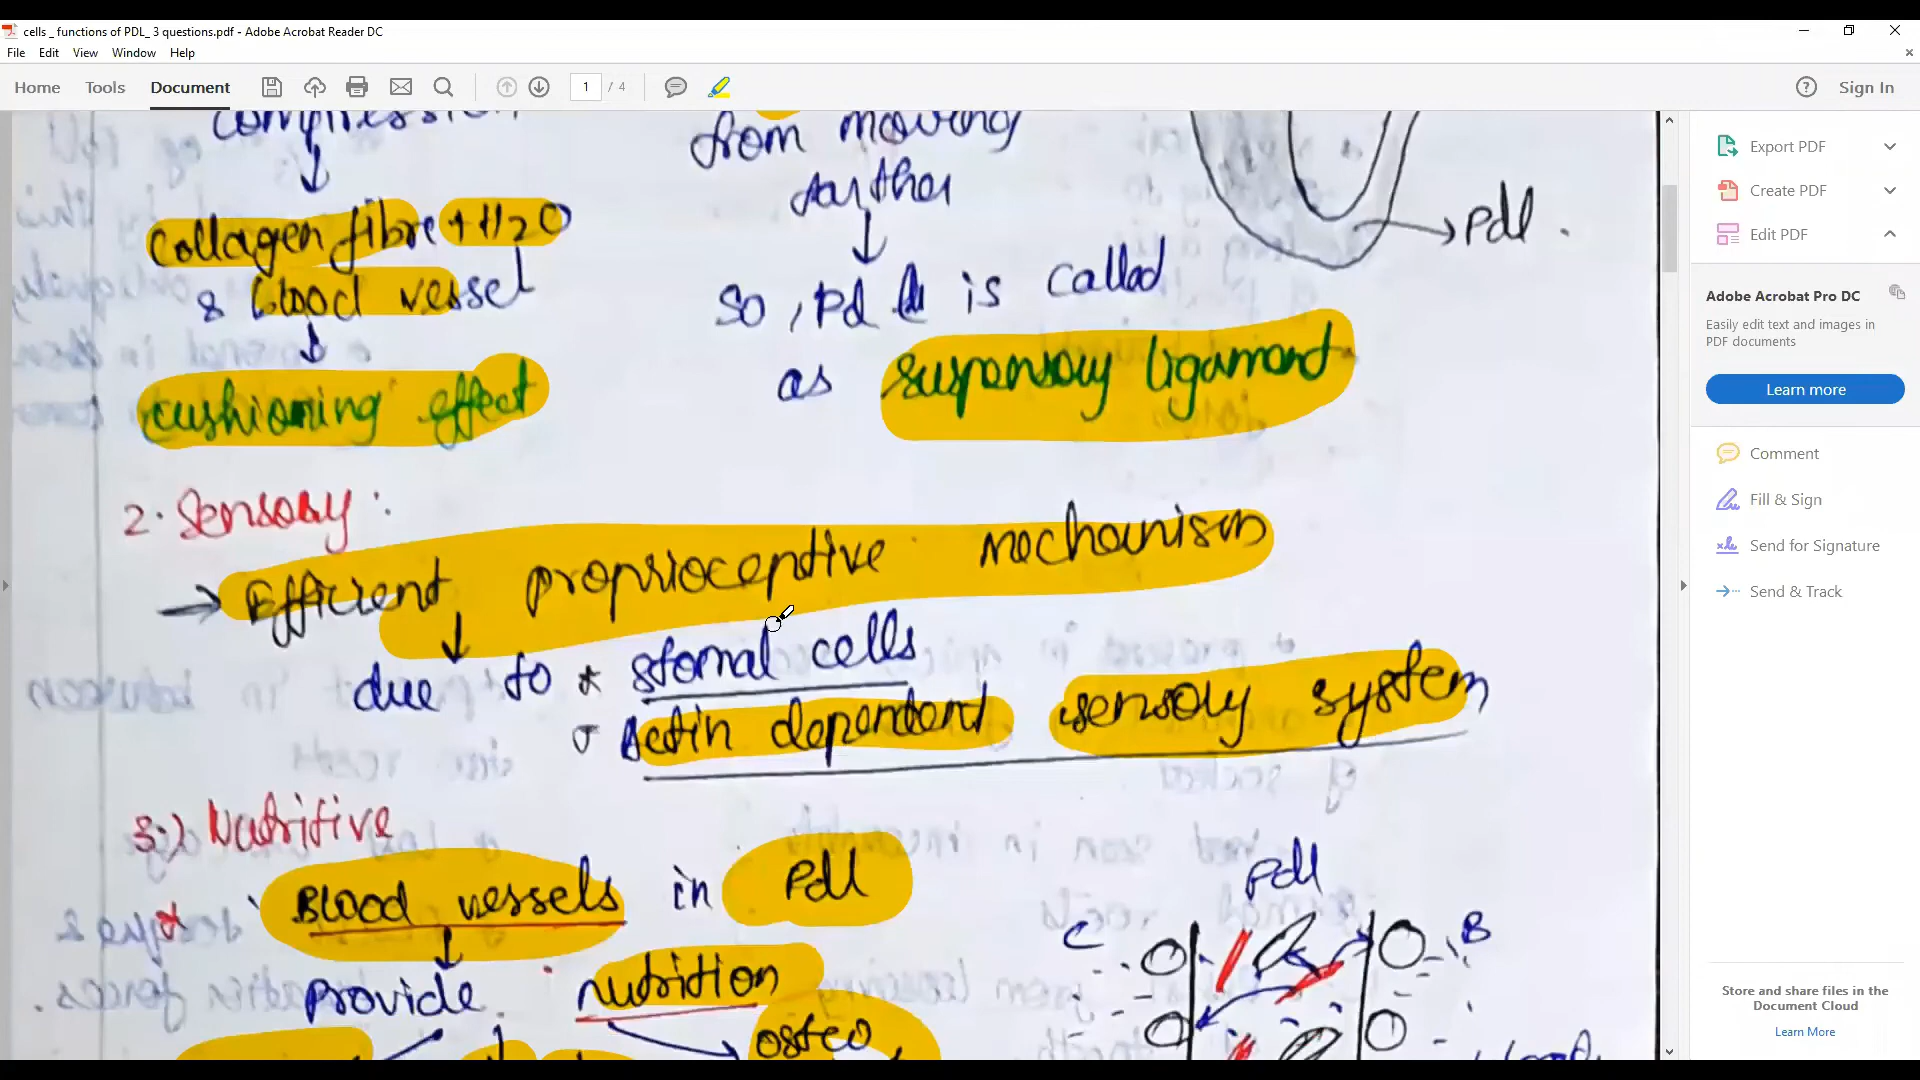 cells _ functions of PDL_ 3 questions.pdf - Adobe Acrobat Reader DC
File Edit View Window Help
Home Tools Document 1 / 4 Sign In
compression
from moving
Collagen fibre + H2O
& blood vessel
cushioning effect
So, Pdl is called
as suspensory ligament
Pdl.
2. Sensory:
→ Efficient proprioceptive mechanism
due to * stomal cells
Actin dependent sensory system
3.) Nutritive
Blood vessels in Pdl
provide nutrition
osteo
Pdl
C
B
Export PDF
Create PDF
Edit PDF
Adobe Acrobat Pro DC
Easily edit text and images in
PDF documents
Learn more
Comment
Fill & Sign
Send for Signature
Send & Track
Store and share files in the
Document Cloud
Learn More